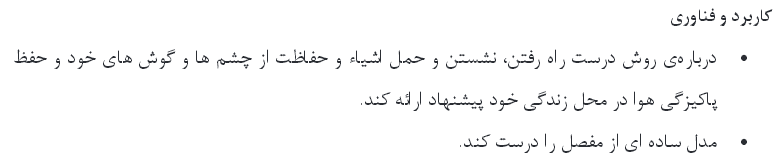 کاربرد و فناوری
• درباره‌ی روش درست راه رفتن، نشستن و حمل اشیاء و حفاظت از چشم ها و گوش های خود و حفظ
پاکیزگی هوا در محل زندگی خود پیشنهاد ارائه کند.
• مدل ساده ای از مفصل را درست کند.